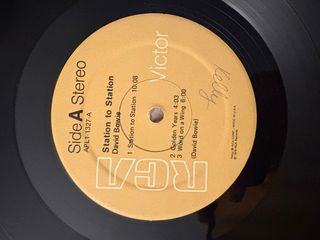 Side A Stereo
APL1-1327-A
Station to Station
David Bowie
1 Station to Station 10:08
2 Golden Years 4:03
3 Word on a Wing 6:00
(David Bowie)
Victor
RCA
Kelly